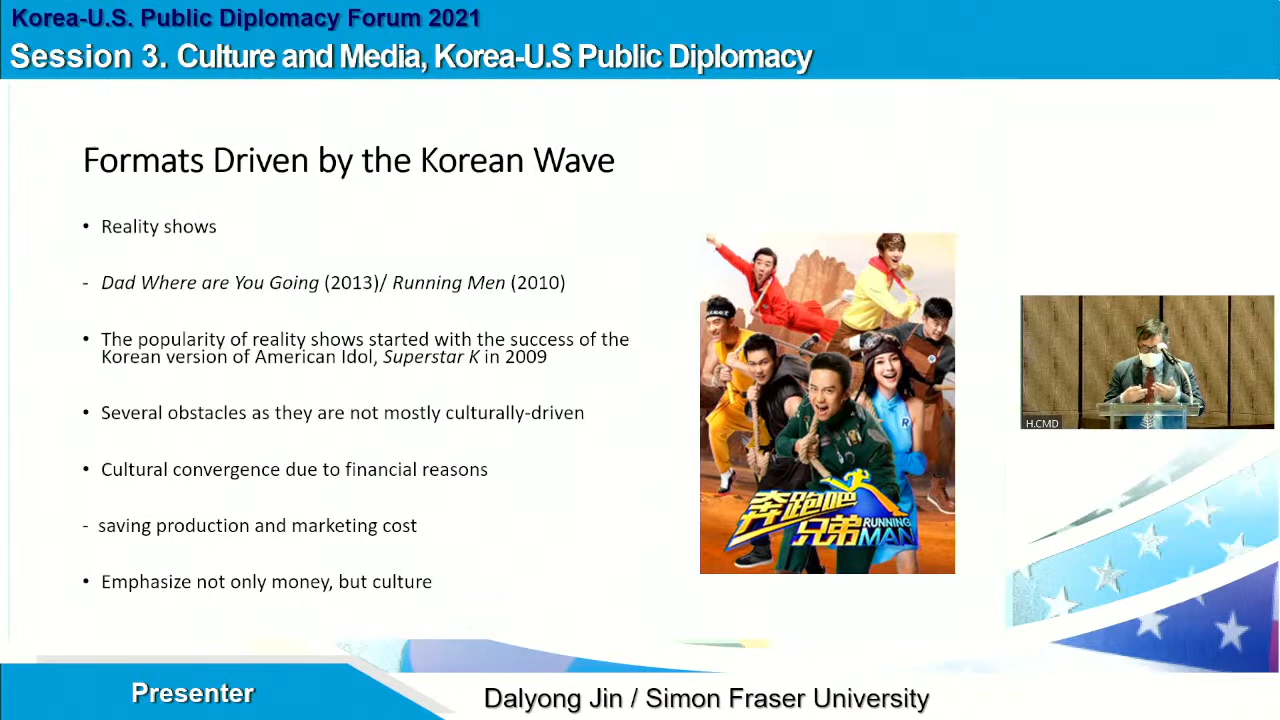 Korea-U.S. Public Diplomacy Forum 2021
Session 3. Culture and Media, Korea-U.S Public Diplomacy
Formats Driven by the Korean Wave
• Reality shows
- Dad Where are You Going (2013)/ Running Men (2010)
• The popularity of reality shows started with the success of the
Korean version of American Idol, Superstar K in 2009
• Several obstacles as they are not mostly culturally-driven
• Cultural convergence due to financial reasons
- saving production and marketing cost
• Emphasize not only money, but culture
R
奔跑吧
兄弟 RUNNING
MAN
H.CMD
Presenter
Dalyong Jin / Simon Fraser University